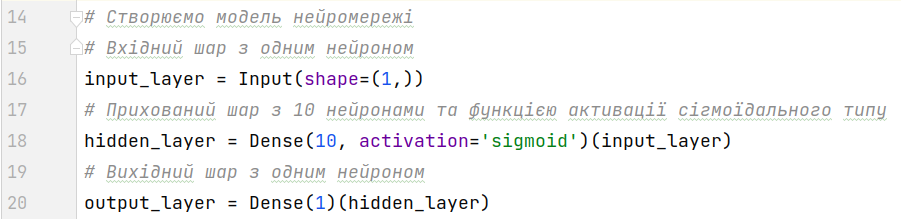 14 # Створюємо модель нейромережі
15 # Вхідний шар з одним нейроном
16 input_layer = Input(shape=(1,))
17 # Прихований шар з 10 нейронами та функцією активації сігмоїдального типу
18 hidden_layer = Dense(10, activation='sigmoid')(input_layer)
19 # Вихідний шар з одним нейроном
20 output_layer = Dense(1)(hidden_layer)